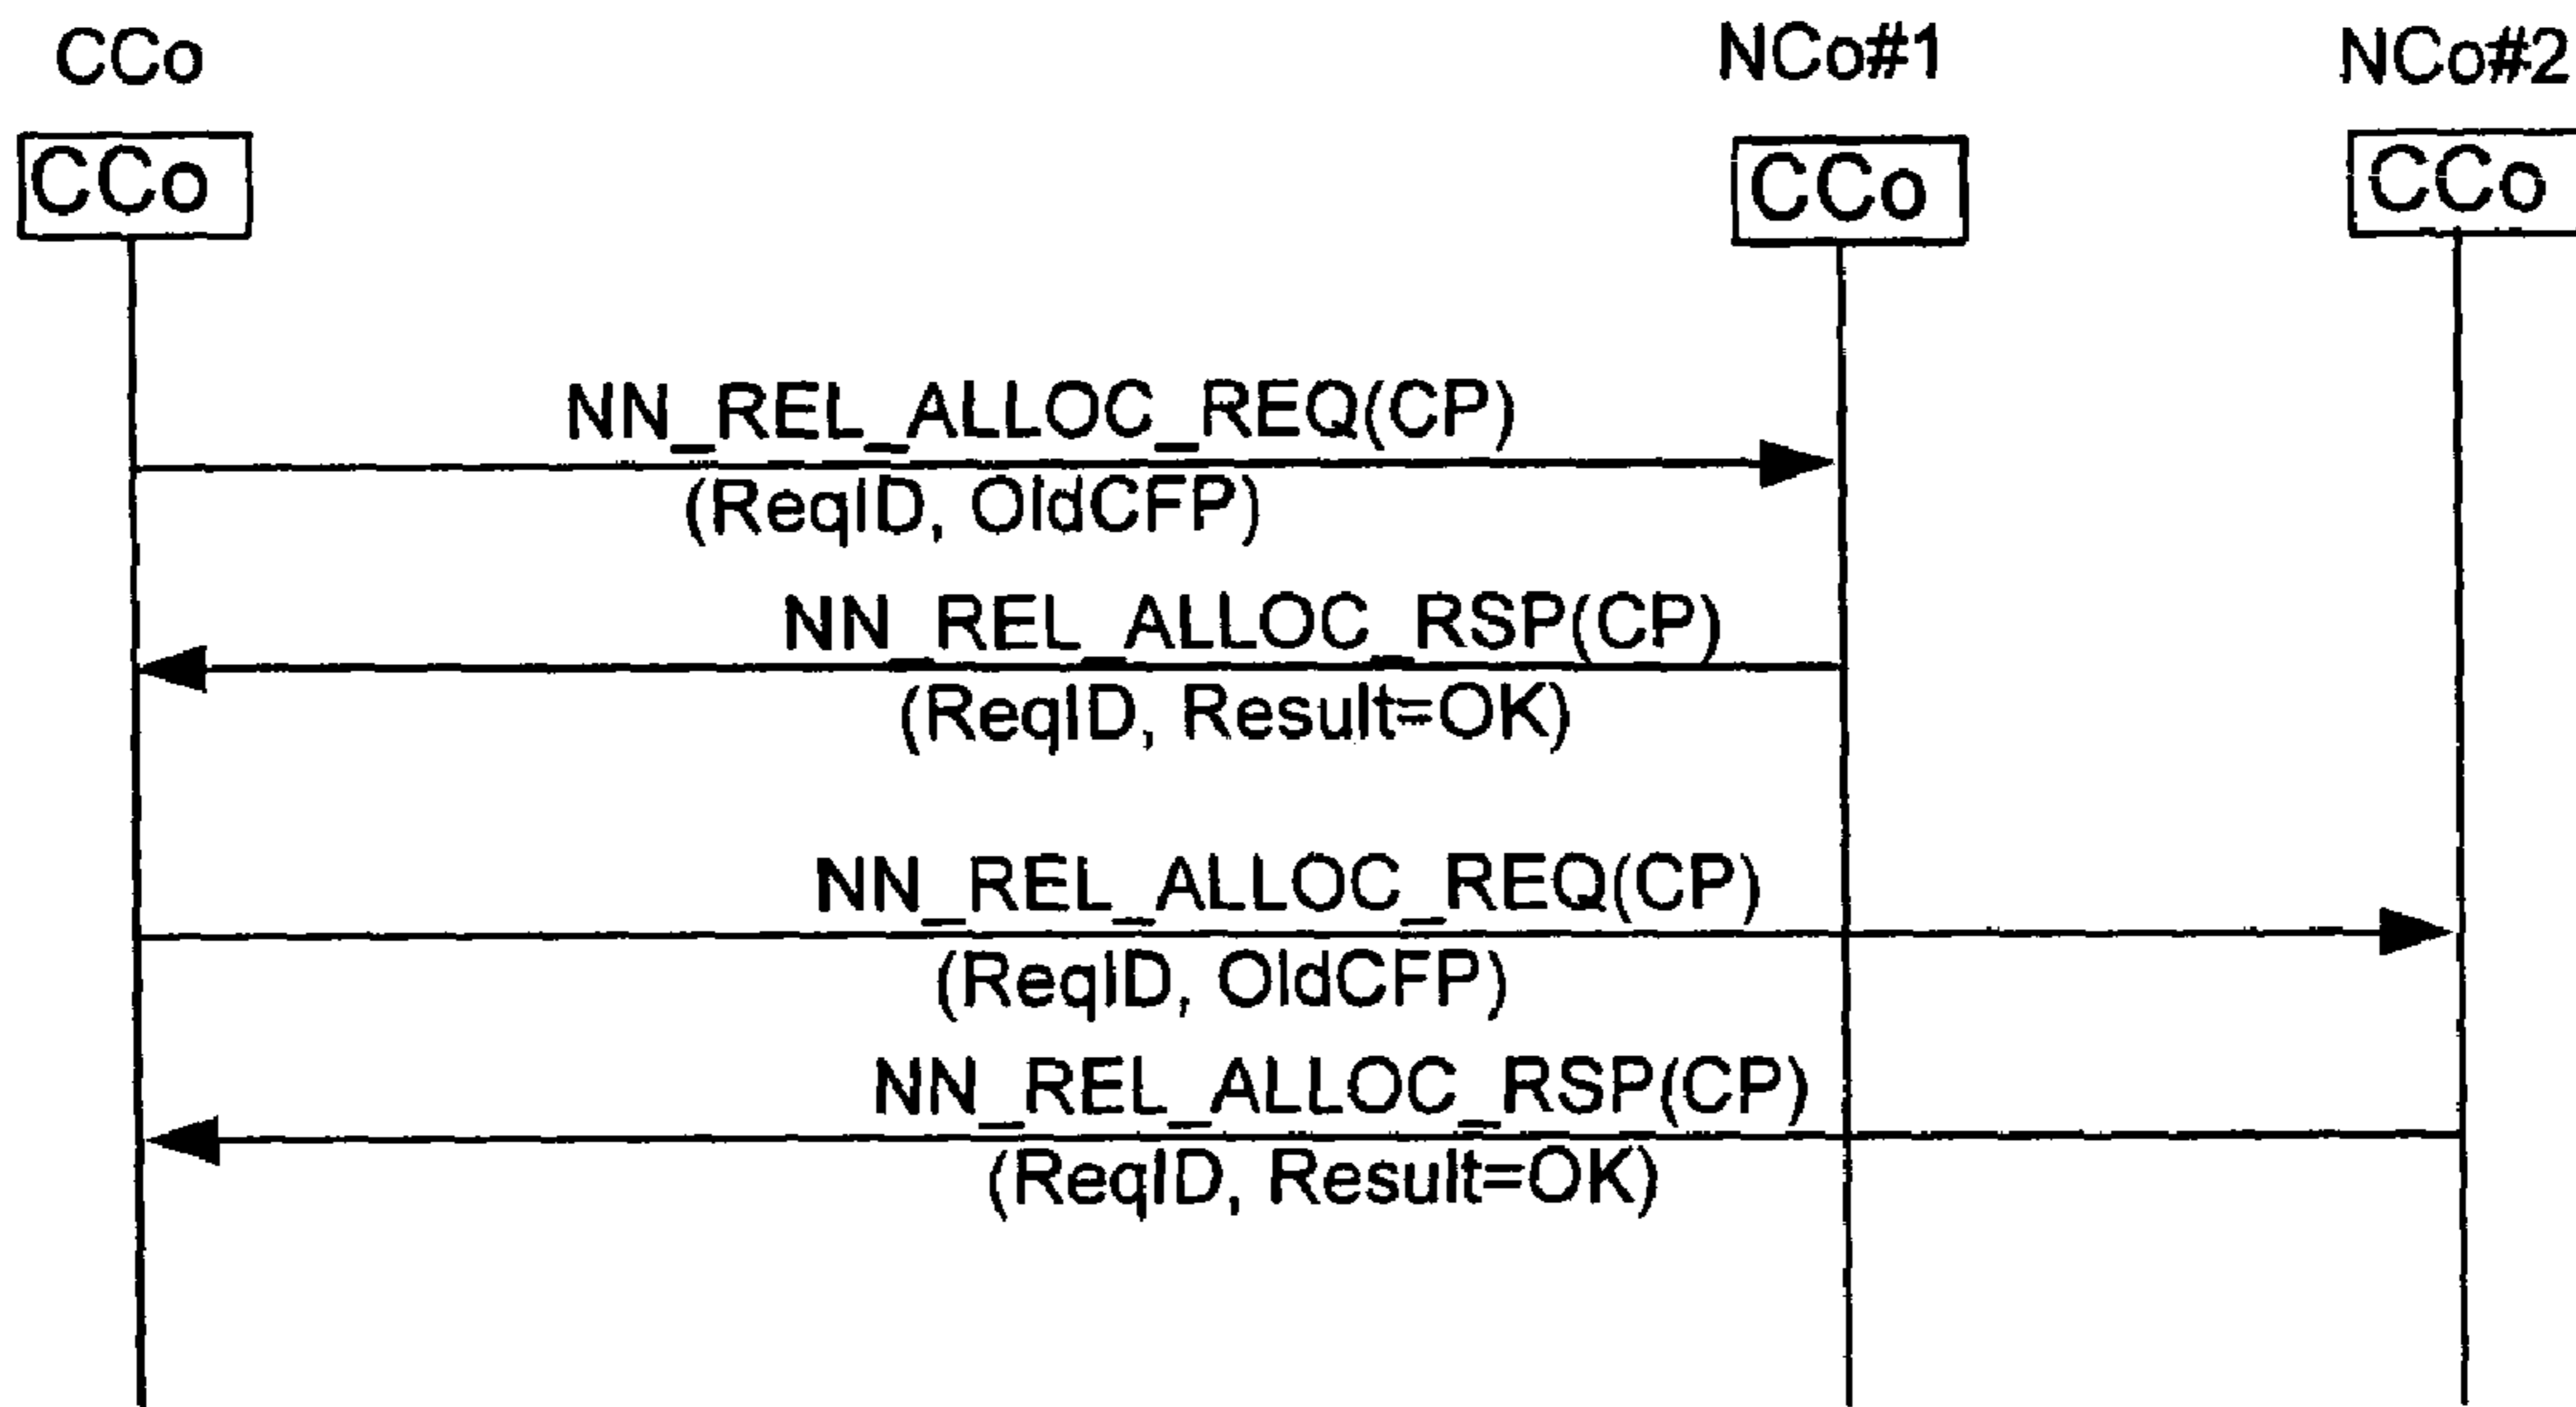 CCo
NCo#1
NCo#2
CCo
CCo
CCo
NN_REL_ALLOC_REQ(CP)
(ReqID, OldCFP)
NN_REL_ALLOC_RSP(CP)
(ReqID, Result=OK)
NN_REL_ALLOC_REQ(CP)
(ReqID, OldCFP)
NN_REL_ALLOC_RSP(CP)
(ReqID, Result=OK)